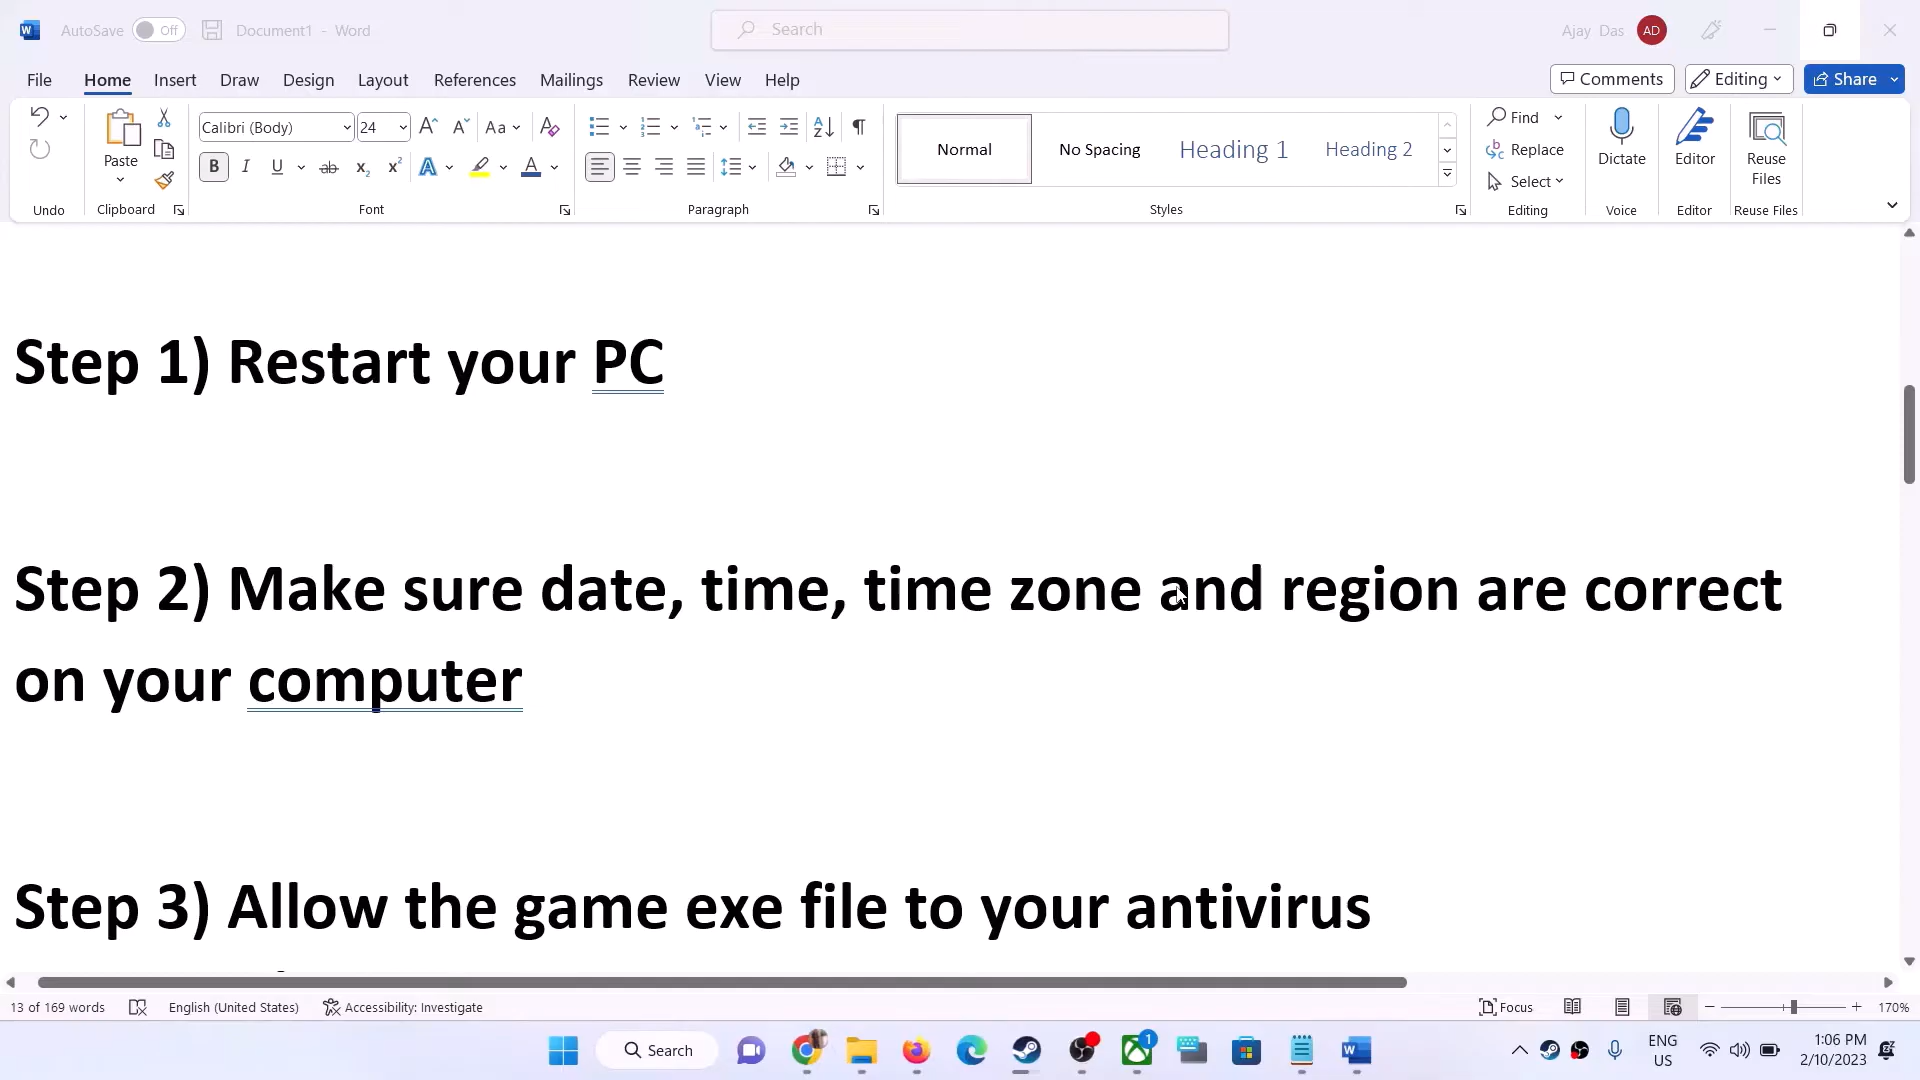 AutoSave Off Document1 - Word Search Ajay Das AD
File Home Insert Draw Design Layout References Mailings Review View Help Comments Editing Share
Calibri (Body) 24 Aa
Paste
Normal No Spacing Heading 1 Heading 2
Find
Replace
Select
Dictate Editor Reuse Files
Undo Clipboard Font Paragraph Styles Editing Voice Editor Reuse Files
Step 1) Restart your PC
Step 2) Make sure date, time, time zone and region are correct
on your computer
Step 3) Allow the game exe file to your antivirus
13 of 169 words English (United States) Accessibility: Investigate Focus 170%
Search 1 ENG US 1:06 PM 2/10/2023